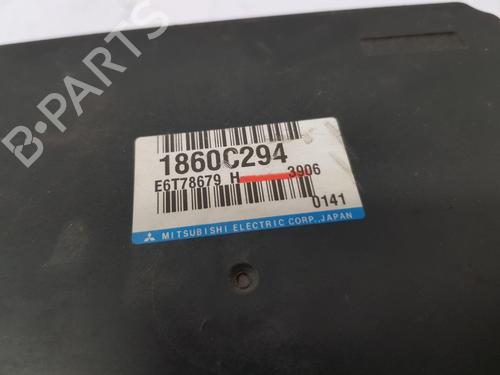 B-PARTS
1860C294
E6T78679 H 3906
0141
MITSUBISHI ELECTRIC CORP., JAPAN